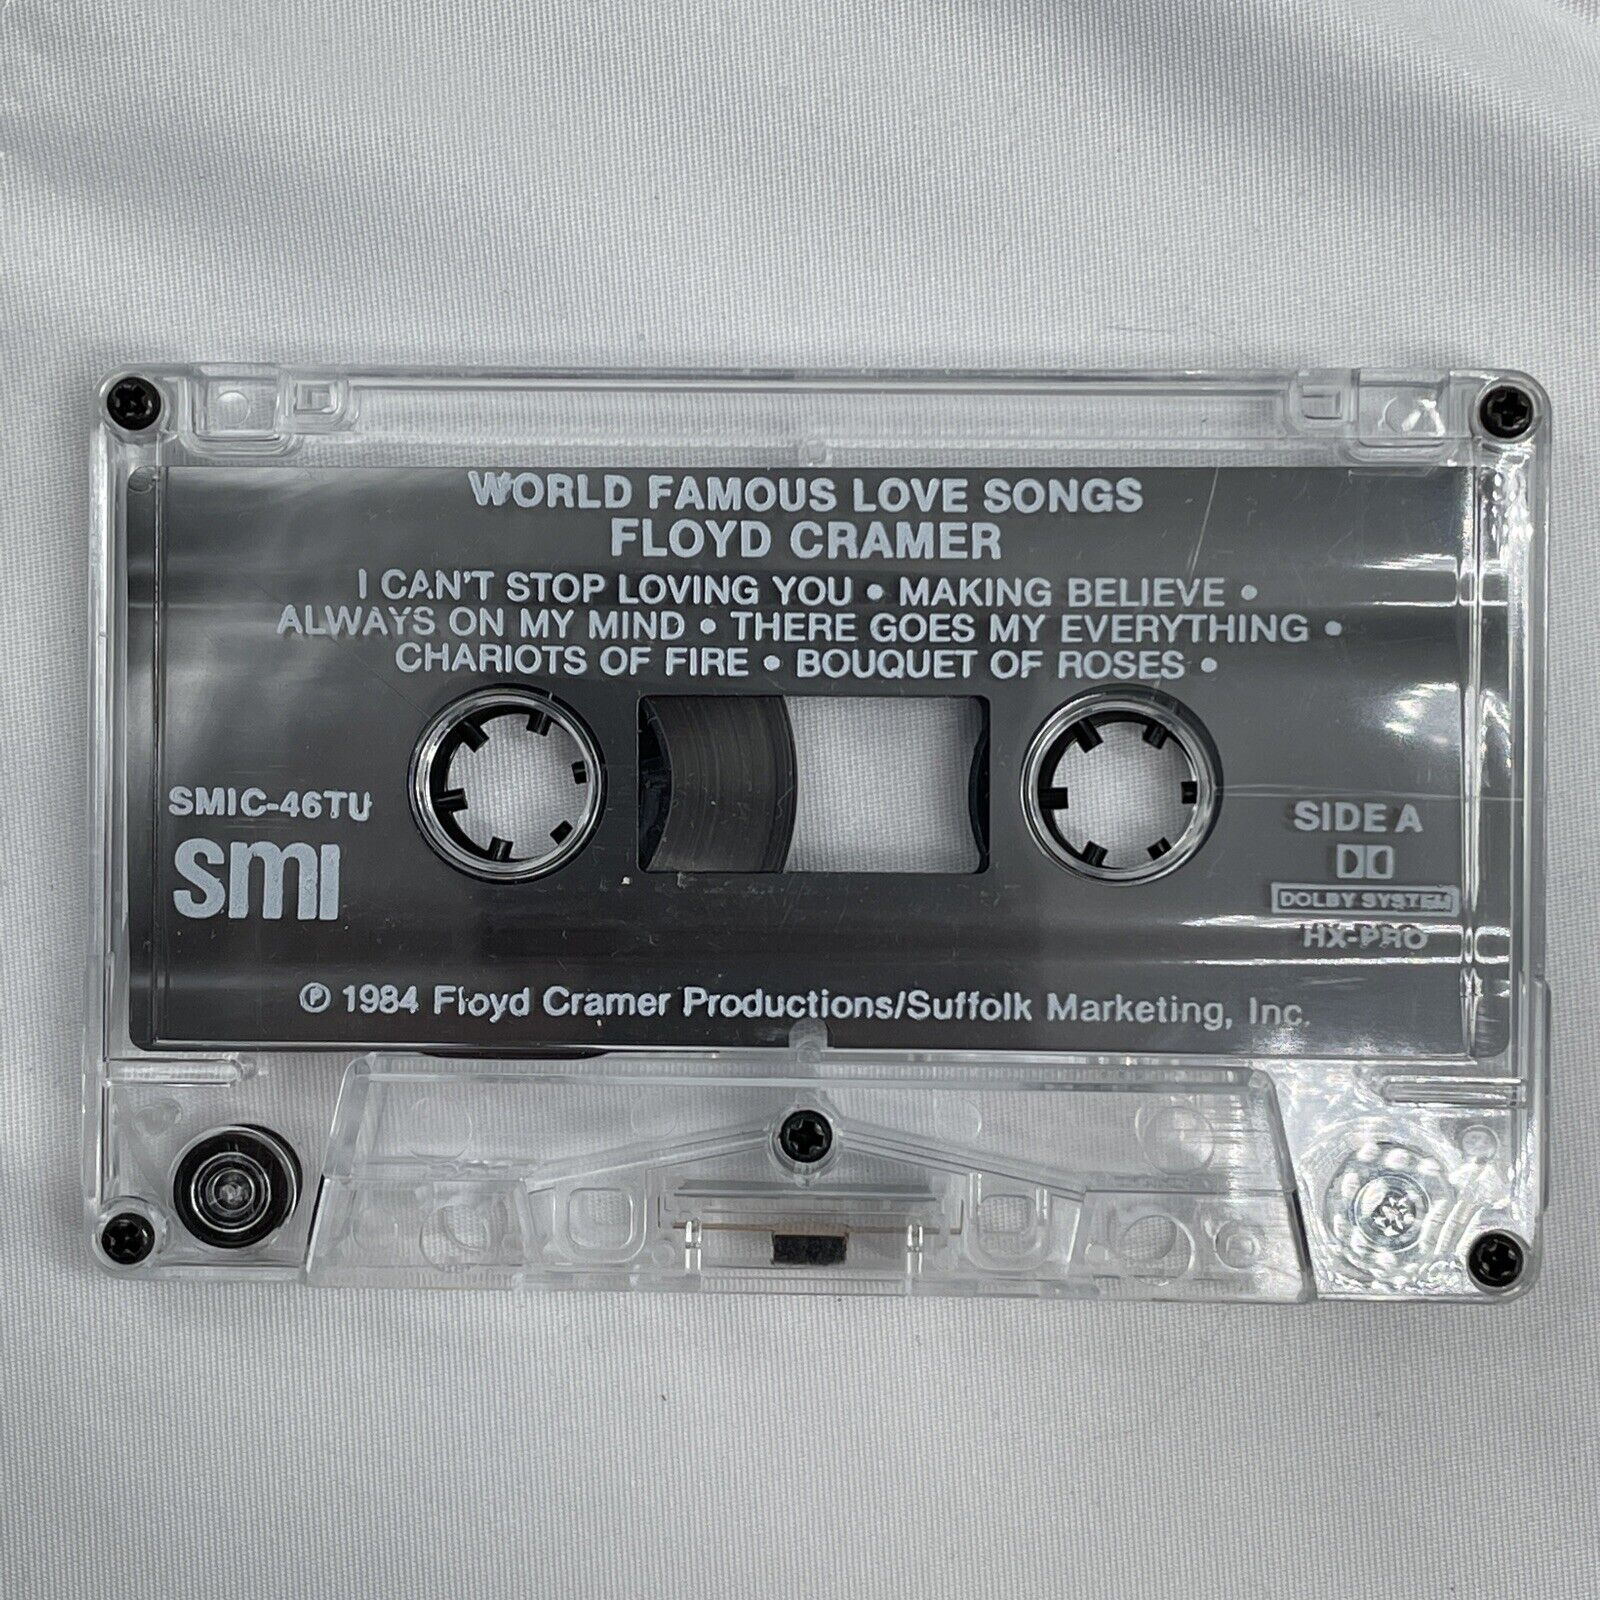 WORLD FAMOUS LOVE SONGS
FLOYD CRAMER
I CAN'T STOP LOVING YOU • MAKING BELIEVE •
ALWAYS ON MY MIND • THERE GOES MY EVERYTHING •
CHARIOTS OF FIRE • BOUQUET OF ROSES •
SMIC-46TU
smi
SIDE A
DOLBY SYSTEM
HX-PRO
℗ 1984 Floyd Cramer Productions/Suffolk Marketing, Inc.